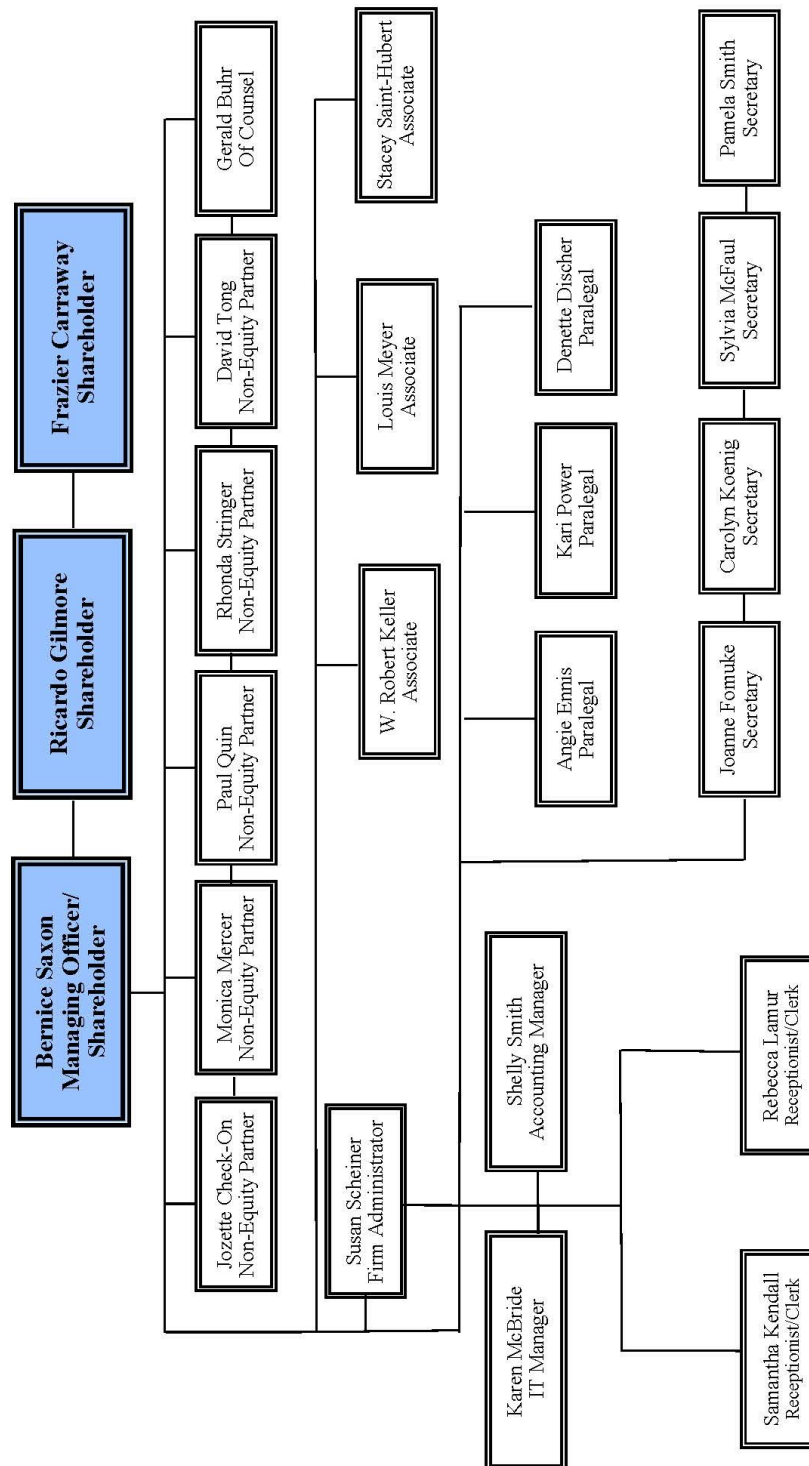 Bernice Saxon
Managing Officer/
Shareholder
Ricardo Gilmore
Shareholder
Frazier Carraway
Shareholder
Jozette Check-On
Non-Equity Partner
Monica Mercer
Non-Equity Partner
Paul Quin
Non-Equity Partner
Rhonda Stringer
Non-Equity Partner
David Tong
Non-Equity Partner
Gerald Buhr
Of Counsel
Susan Scheiner
Firm Administrator
W. Robert Keller
Associate
Louis Meyer
Associate
Stacey Saint-Hubert
Associate
Karen McBride
IT Manager
Shelly Smith
Accounting Manager
Angie Ennis
Paralegal
Kari Power
Paralegal
Denette Discher
Paralegal
Samantha Kendall
Receptionist/Clerk
Rebecca Lamur
Receptionist/Clerk
Joanne Fomuke
Secretary
Carolyn Koenig
Secretary
Sylvia McFaul
Secretary
Pamela Smith
Secretary